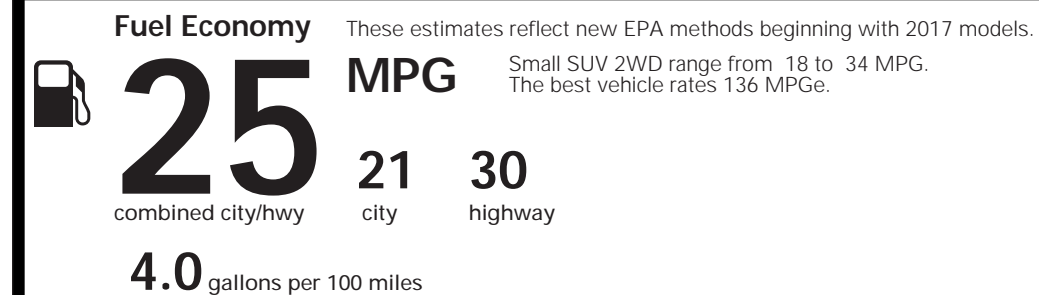 Fuel Economy These estimates reflect new EPA methods beginning with 2017 models.
25 MPG Small SUV 2WD range from 18 to 34 MPG.
The best vehicle rates 136 MPGe.
21 30
combined city/hwy city highway
4.0 gallons per 100 miles